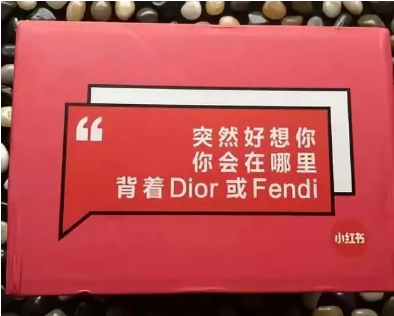 “
突然好想你
你会在哪里
背着Dior或Fendi
小红书